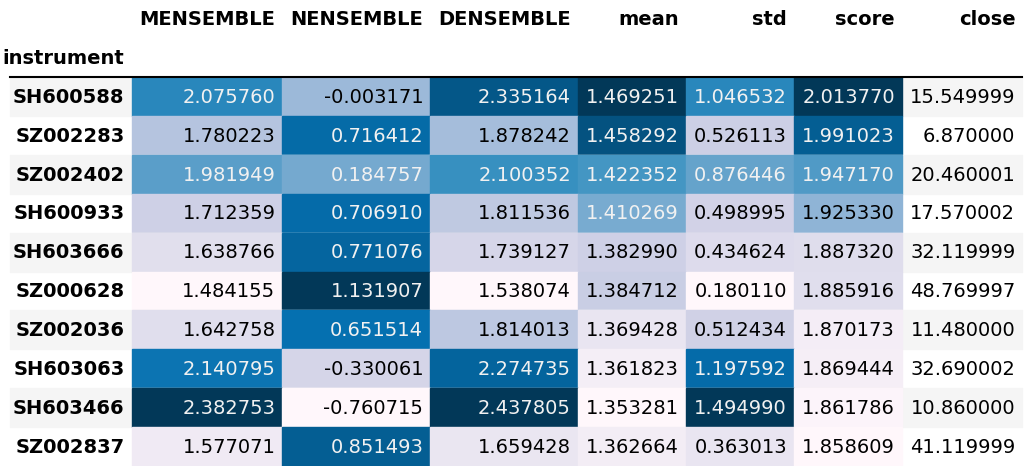 MENSEMBLE NENSEMBLE DENSEMBLE mean std score close
instrument
SH600588 2.075760 -0.003171 2.335164 1.469251 1.046532 2.013770 15.549999
SZ002283 1.780223 0.716412 1.878242 1.458292 0.526113 1.991023 6.870000
SZ002402 1.981949 0.184757 2.100352 1.422352 0.876446 1.947170 20.460001
SH600933 1.712359 0.706910 1.811536 1.410269 0.498995 1.925330 17.570002
SH603666 1.638766 0.771076 1.739127 1.382990 0.434624 1.887320 32.119999
SZ000628 1.484155 1.131907 1.538074 1.384712 0.180110 1.885916 48.769997
SZ002036 1.642758 0.651514 1.814013 1.369428 0.512434 1.870173 11.480000
SH603063 2.140795 -0.330061 2.274735 1.361823 1.197592 1.869444 32.690002
SH603466 2.382753 -0.760715 2.437805 1.353281 1.494990 1.861786 10.860000
SZ002837 1.577071 0.851493 1.659428 1.362664 0.363013 1.858609 41.119999